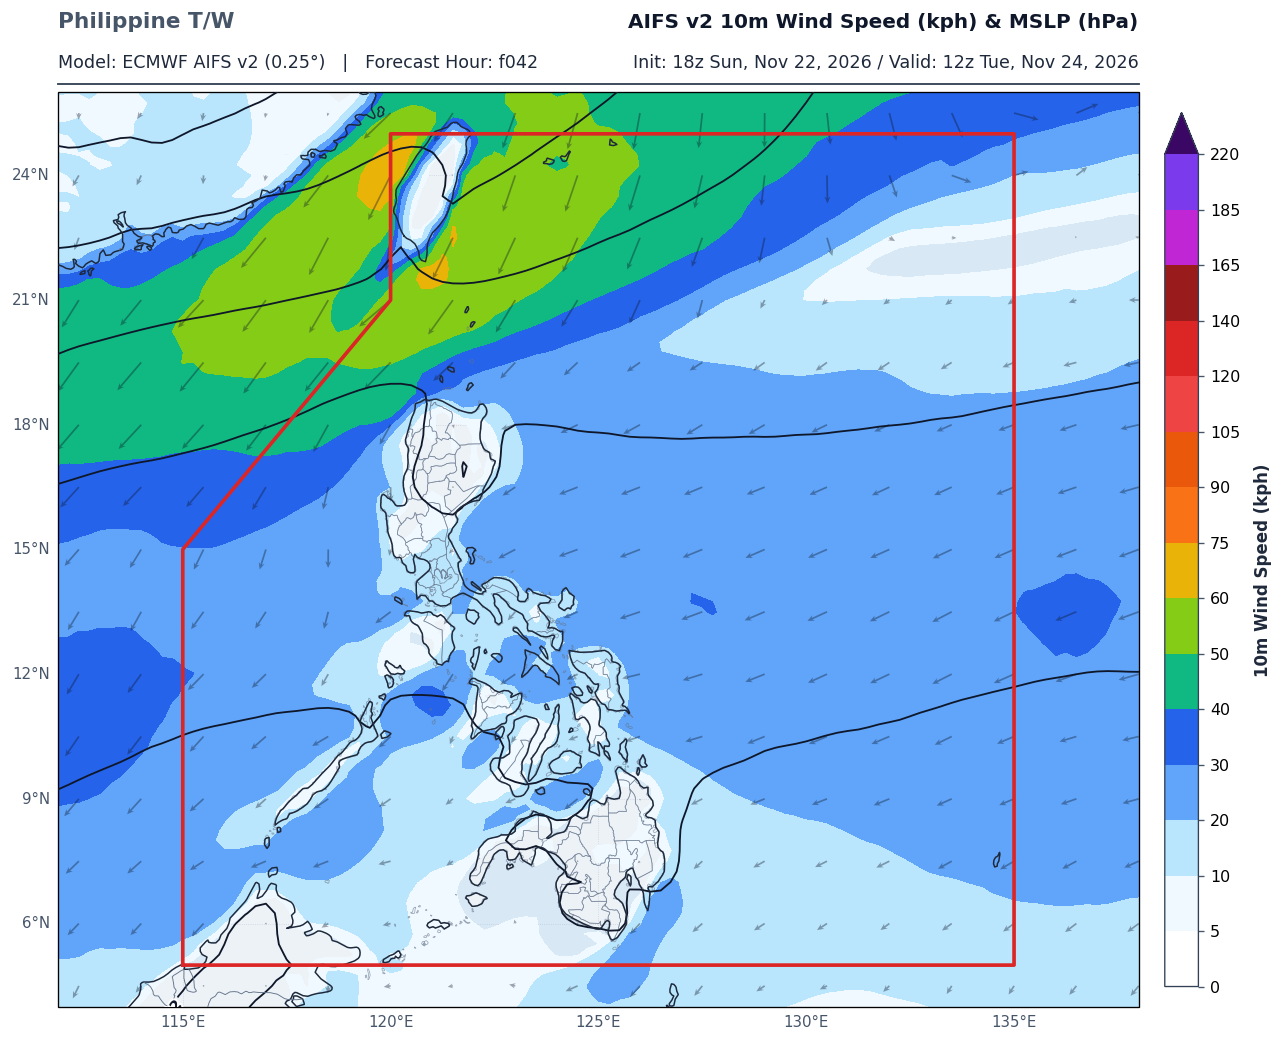 Philippine T/W
AIFS v2 10m Wind Speed (kph) & MSLP (hPa)
Model: ECMWF AIFS v2 (0.25°) | Forecast Hour: f042
Init: 18z Sun, Nov 22, 2026 / Valid: 12z Tue, Nov 24, 2026
24°N
21°N
18°N
15°N
12°N
9°N
6°N
115°E
120°E
125°E
130°E
135°E
220
185
165
140
120
105
90
75
60
50
40
30
20
10
5
0
10m Wind Speed (kph)